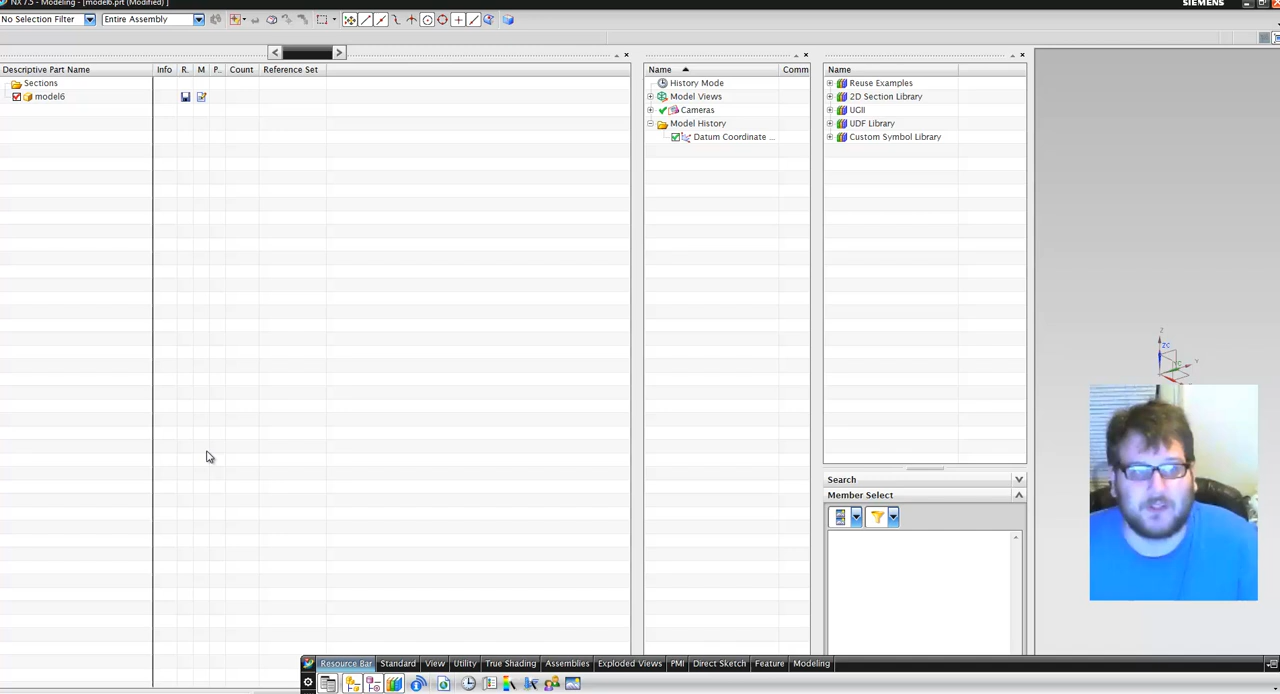 NX 7.5 - Modeling - [model6.prt (Modified) ]
SIEMENS
No Selection Filter
Entire Assembly
Descriptive Part Name
Info
R.
M
P..
Count
Reference Set
Sections
model6
Name
Comm
History Mode
Model Views
Cameras
Model History
Datum Coordinate ...
Name
Reuse Examples
2D Section Library
UGII
UDF Library
Custom Symbol Library
Z
ZC
Y
YC
Search
Member Select
Resource Bar
Standard
View
Utility
True Shading
Assemblies
Exploded Views
PMI
Direct Sketch
Feature
Modeling